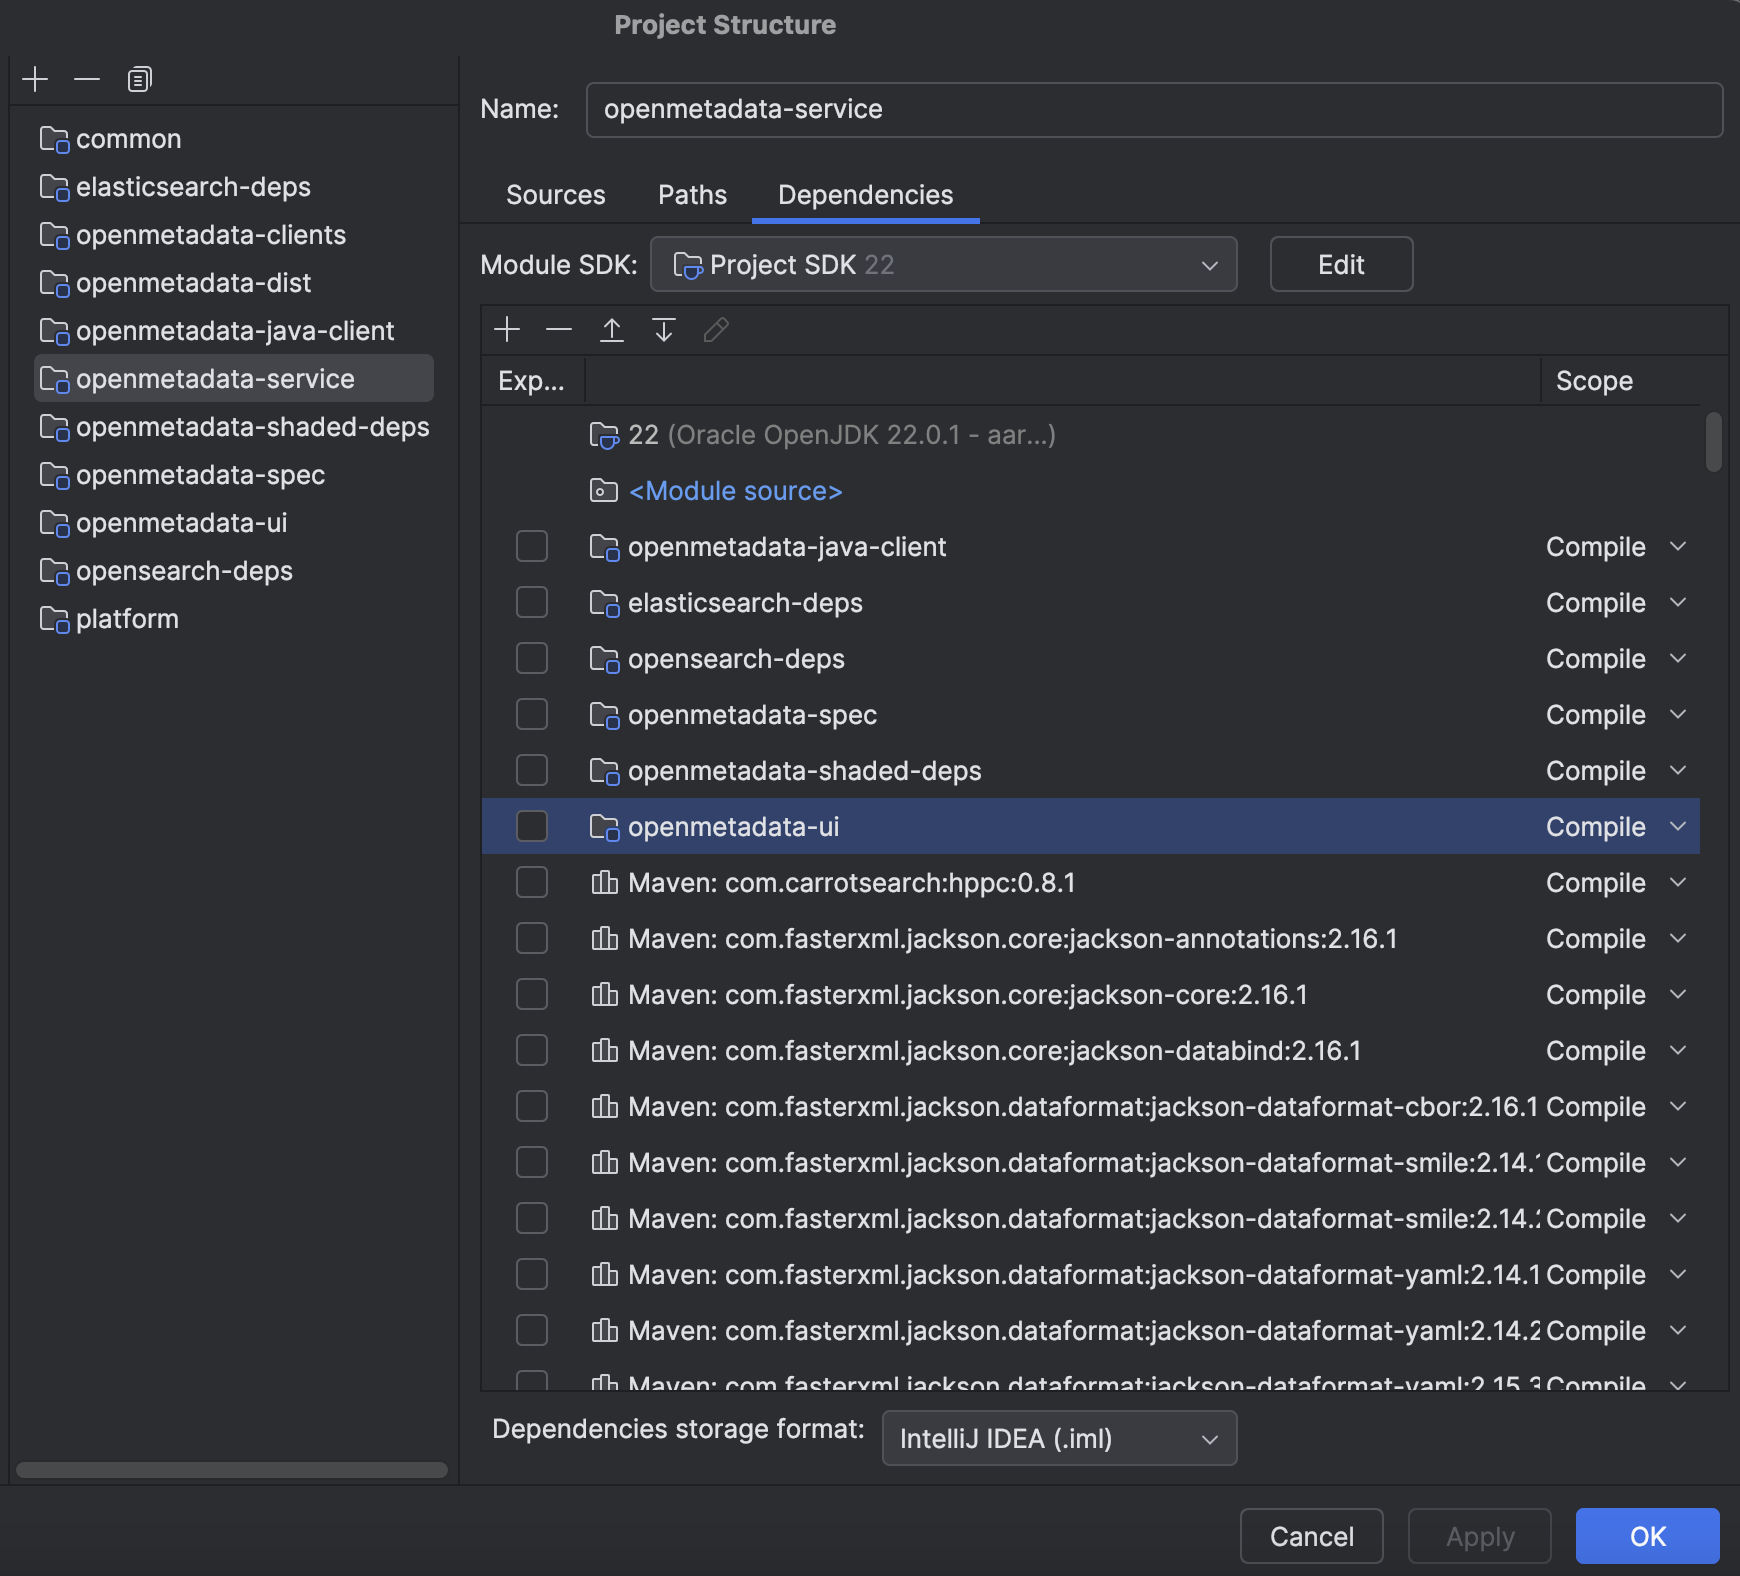 Project Structure
common
elasticsearch-deps
openmetadata-clients
openmetadata-dist
openmetadata-java-client
openmetadata-service
openmetadata-shaded-deps
openmetadata-spec
openmetadata-ui
opensearch-deps
platform
Name: openmetadata-service
Sources Paths Dependencies
Module SDK: Project SDK 22 Edit
Exp... Scope
22 (Oracle OpenJDK 22.0.1 - aar...)
<Module source>
openmetadata-java-client Compile
elasticsearch-deps Compile
opensearch-deps Compile
openmetadata-spec Compile
openmetadata-shaded-deps Compile
openmetadata-ui Compile
Maven: com.carrotsearch:hppc:0.8.1 Compile
Maven: com.fasterxml.jackson.core:jackson-annotations:2.16.1 Compile
Maven: com.fasterxml.jackson.core:jackson-core:2.16.1 Compile
Maven: com.fasterxml.jackson.core:jackson-databind:2.16.1 Compile
Maven: com.fasterxml.jackson.dataformat:jackson-dataformat-cbor:2.16.1 Compile
Maven: com.fasterxml.jackson.dataformat:jackson-dataformat-smile:2.14. Compile
Maven: com.fasterxml.jackson.dataformat:jackson-dataformat-smile:2.14. Compile
Maven: com.fasterxml.jackson.dataformat:jackson-dataformat-yaml:2.14.1 Compile
Maven: com.fasterxml.jackson.dataformat:jackson-dataformat-yaml:2.14.2 Compile
Maven: com.fasterxml.jackson.dataformat:jackson-dataformat-yaml:2.15. Compile
Dependencies storage format: IntelliJ IDEA (.iml)
Cancel Apply OK